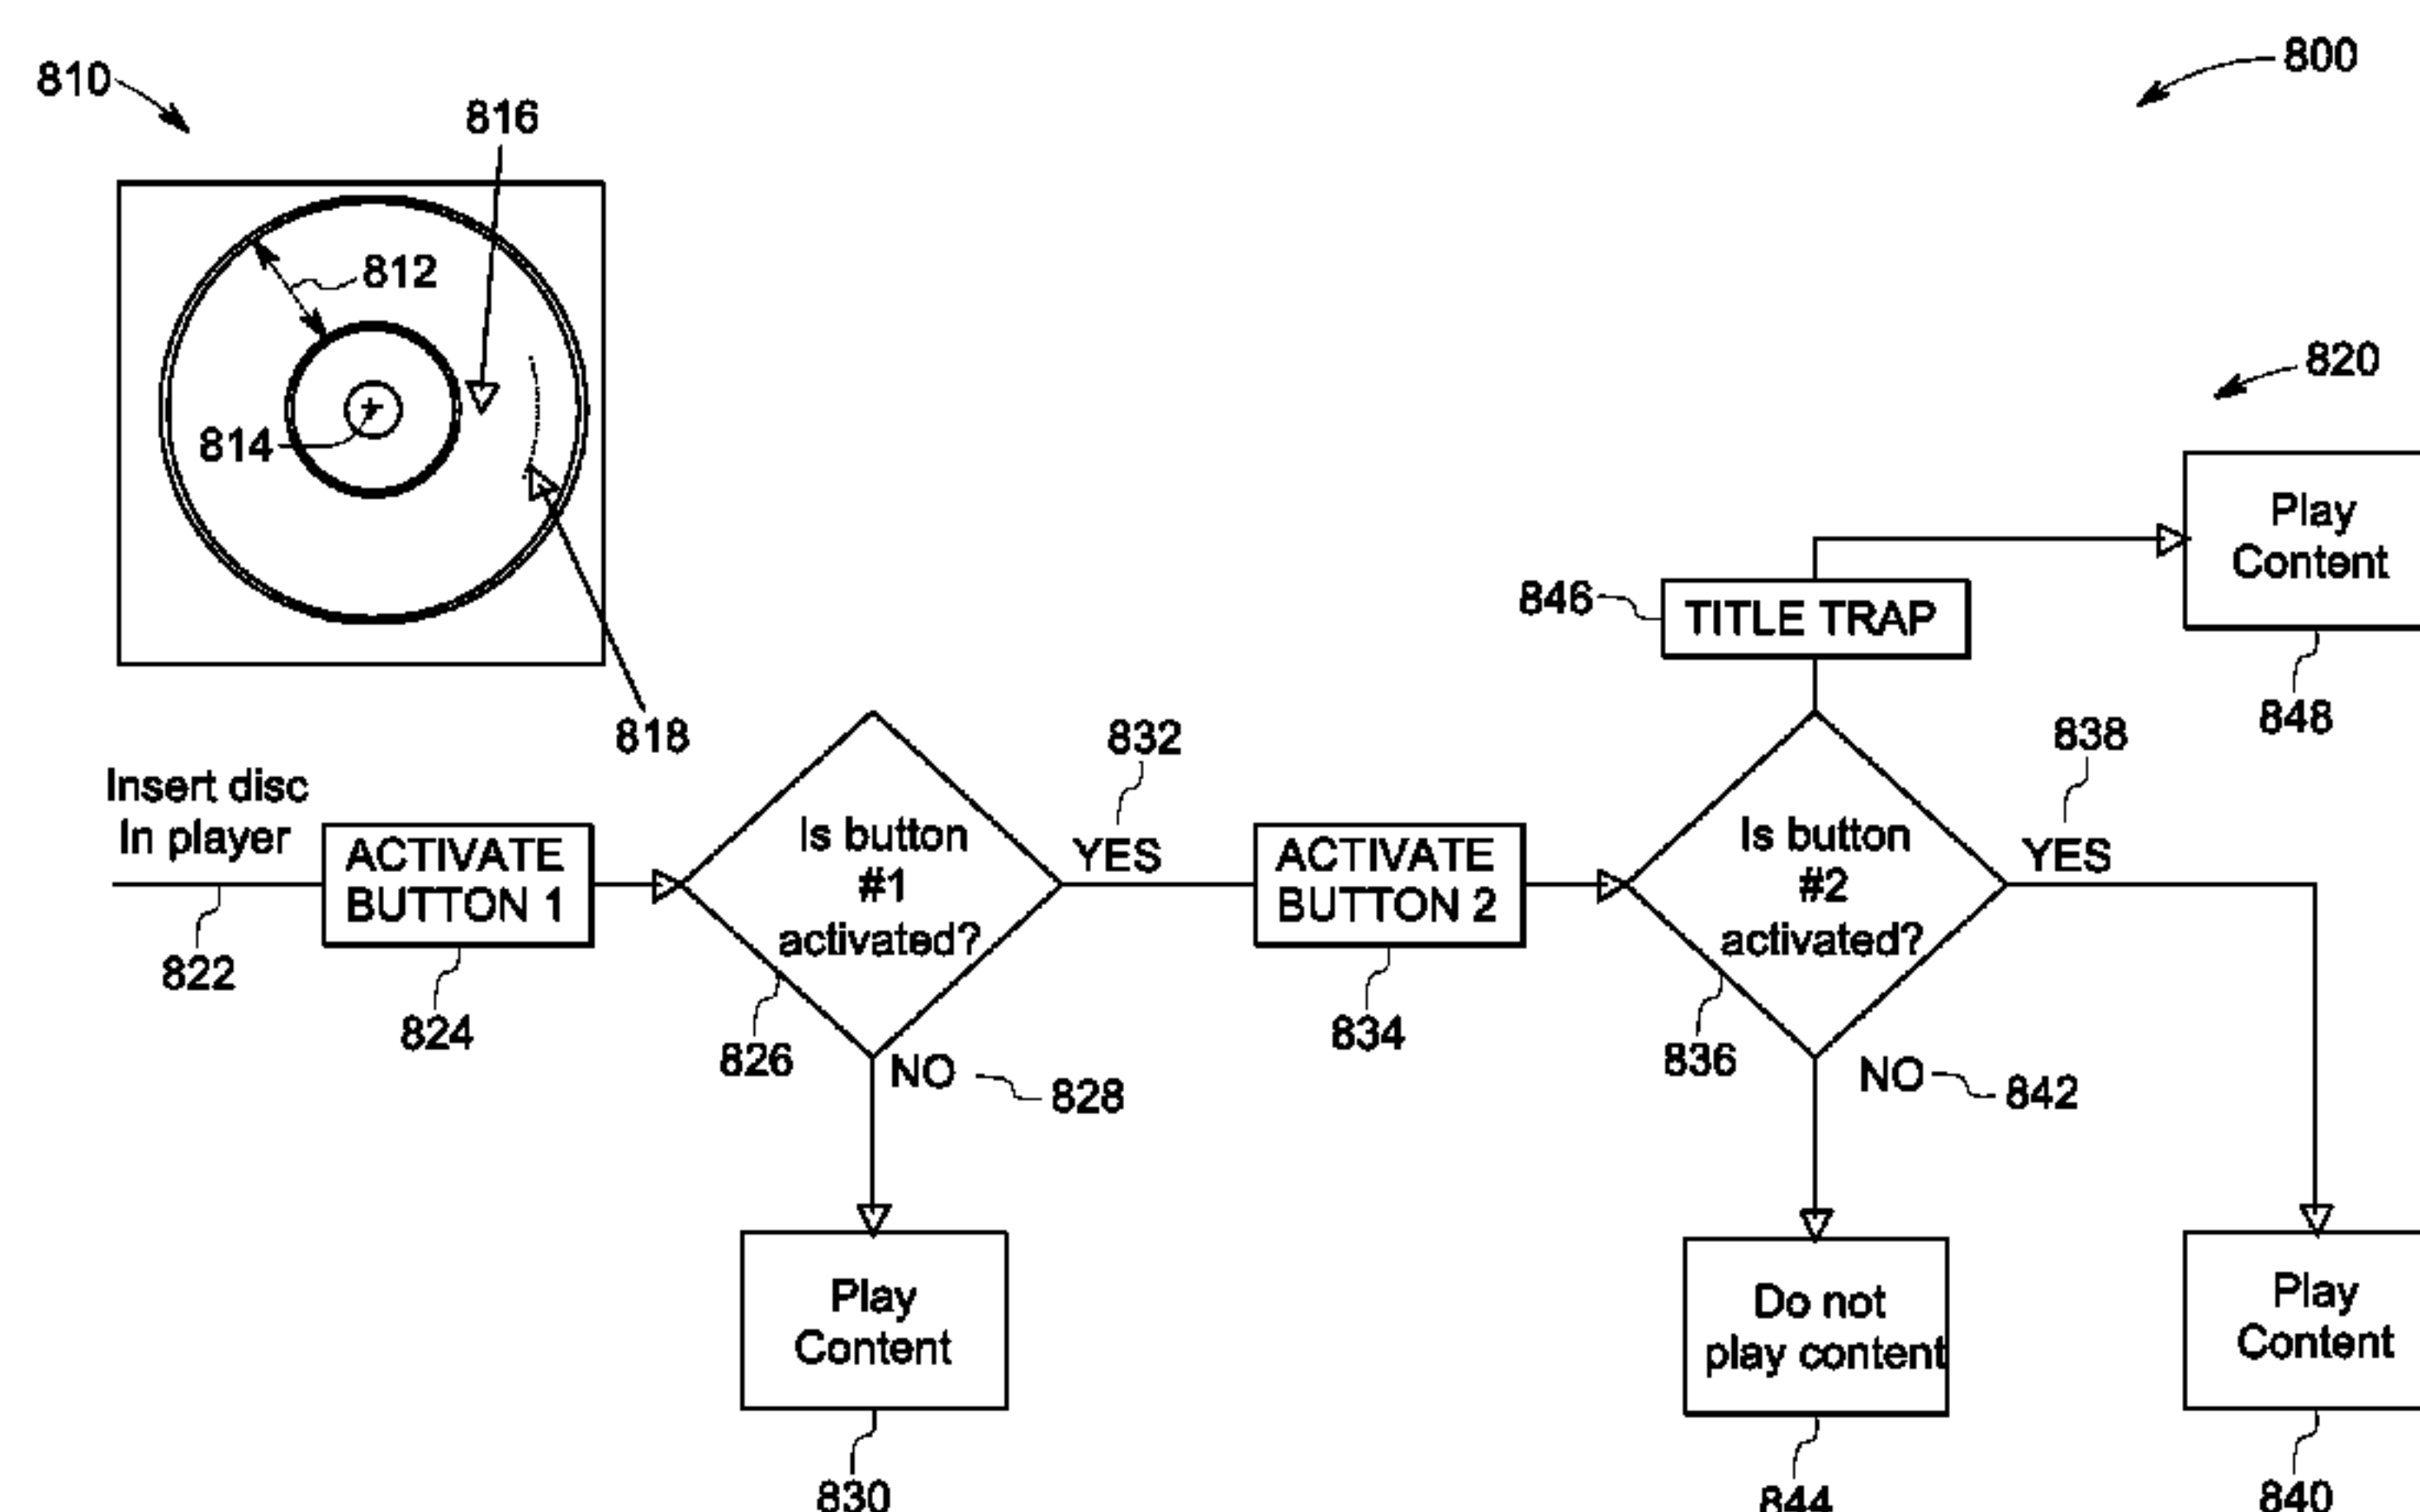 810
800
816
812
820
814
Play
Content
846
TITLE TRAP
848
818
832
838
Insert disc
In player
ACTIVATE
BUTTON 1
Is button
#1
activated?
YES
ACTIVATE
BUTTON 2
Is button
#2
activated?
YES
822
824
826
NO
828
834
836
NO
842
Play
Content
Do not
play content
Play
Content
830
844
840